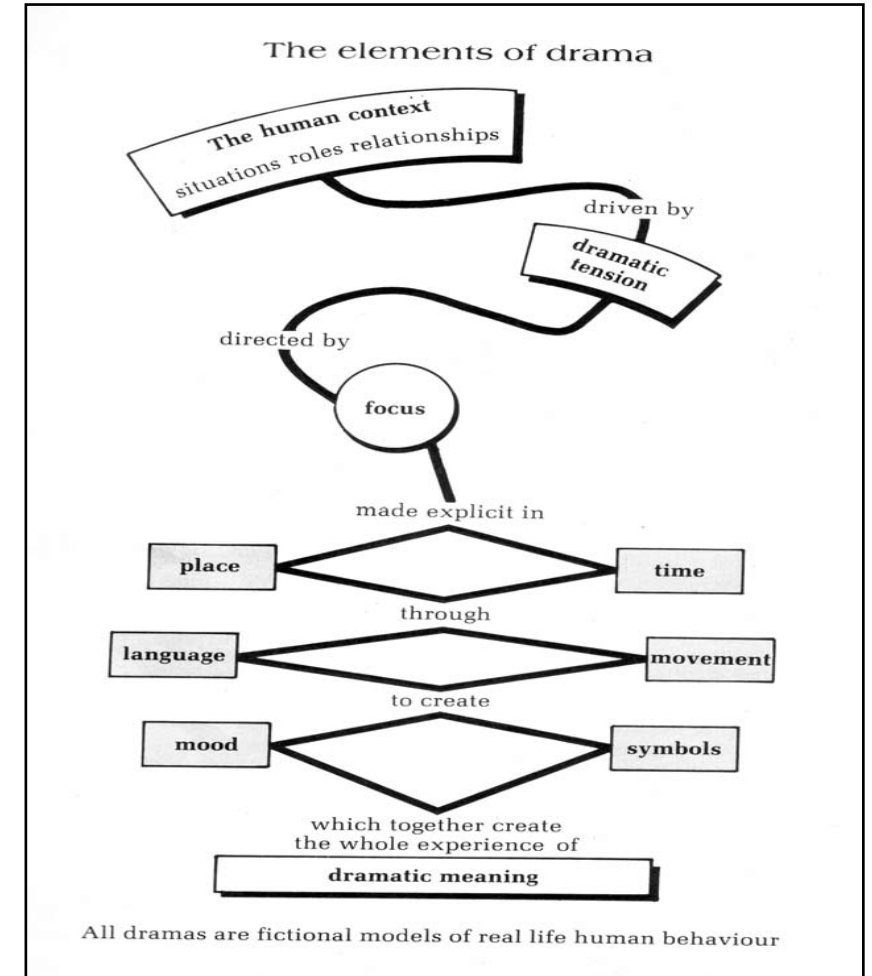 The elements of drama
The human context
situations roles relationships
driven by
dramatic
tension
directed by
focus
made explicit in
place
time
through
language
movement
to create
mood
symbols
which together create
the whole experience of
dramatic meaning
All dramas are fictional models of real life human behaviour